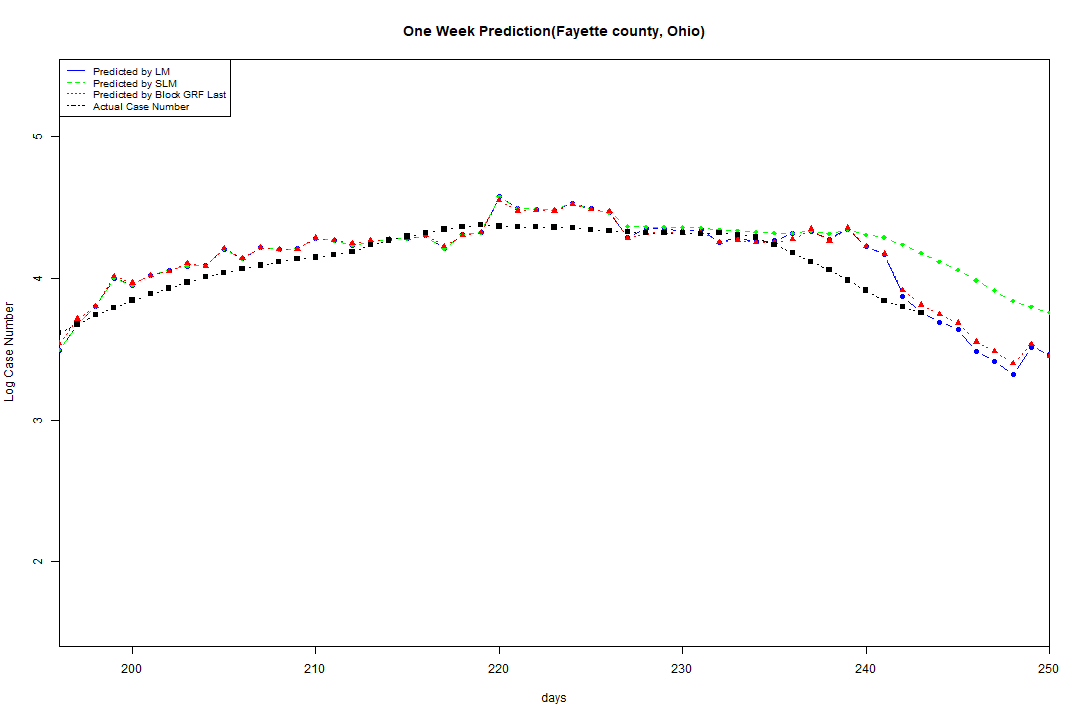 One Week Prediction(Fayette county, Ohio)
Predicted by LM
Predicted by SLM
Predicted by Block GRF Last
Actual Case Number
5
4
3
2
Log Case Number
200 210 220 230 240 250
days